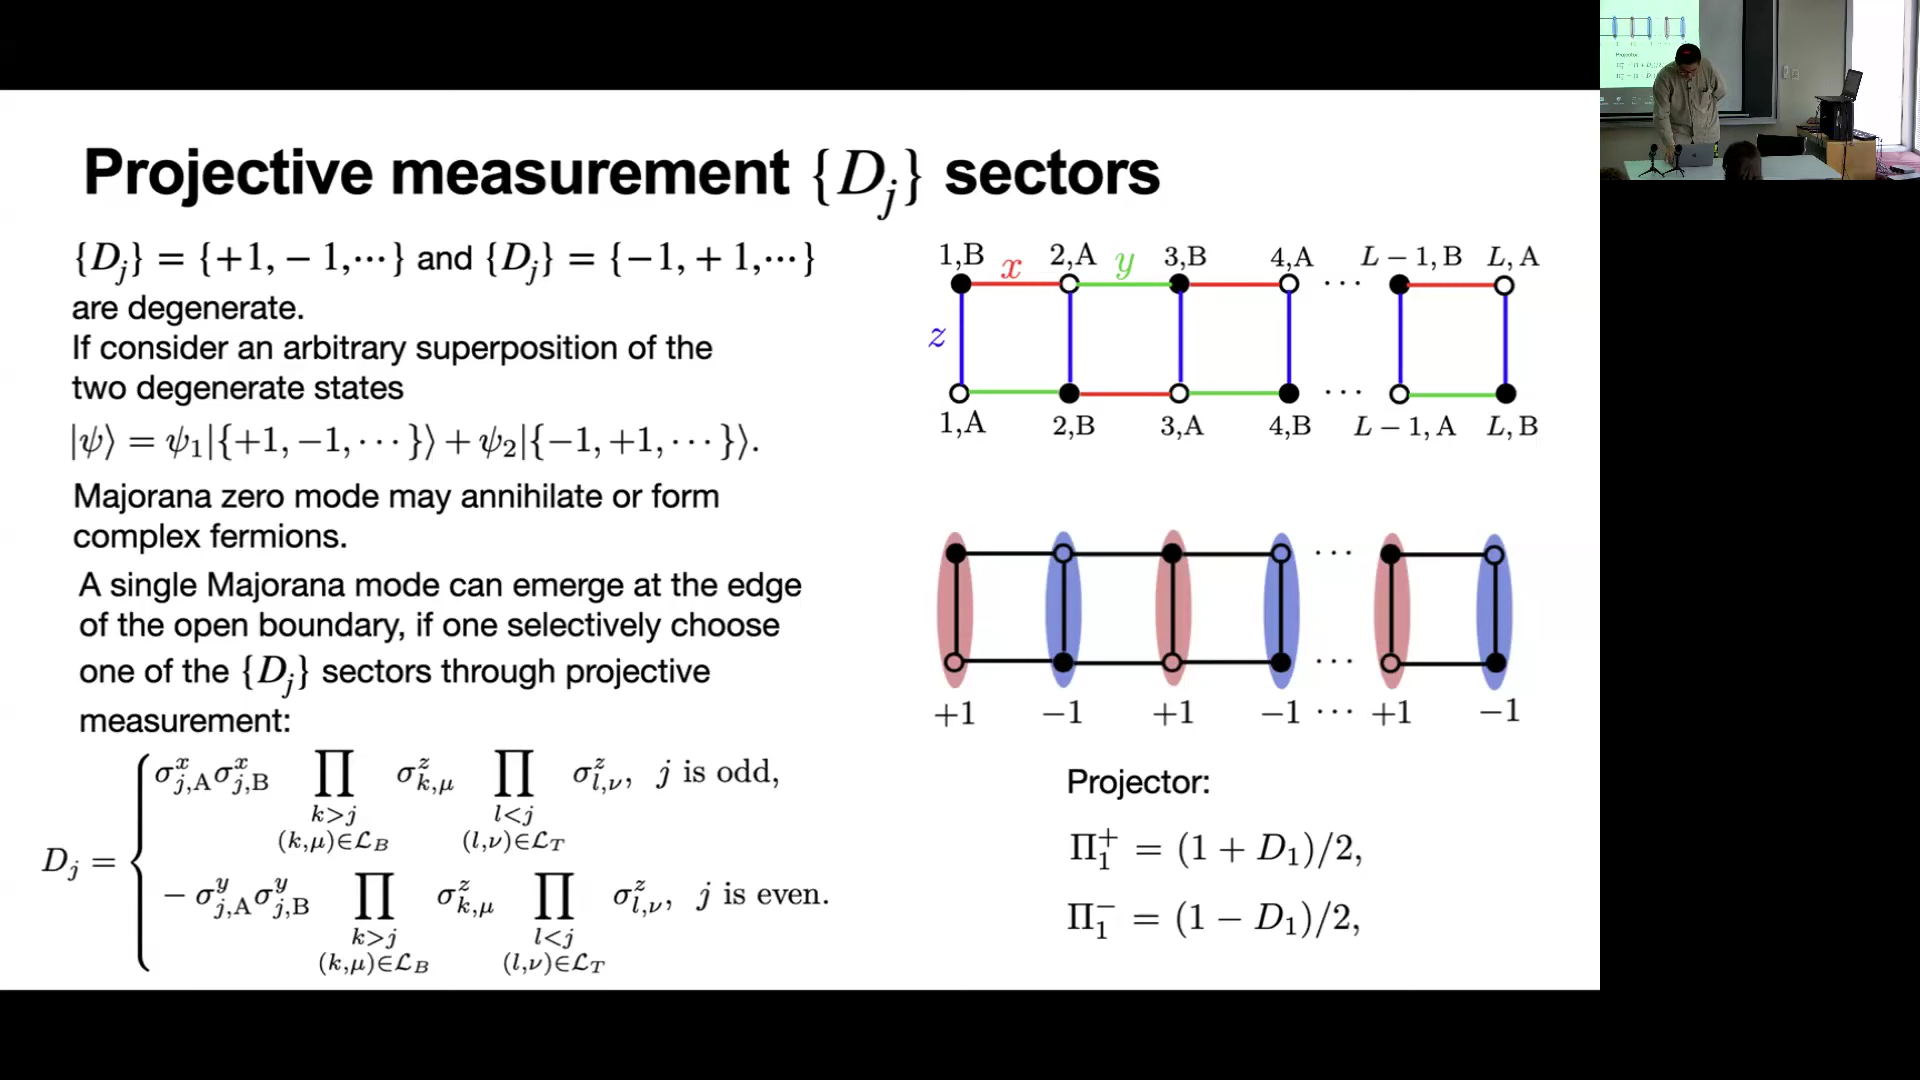 Projective measurement {D_j} sectors
{D_j} = {+1, − 1,⋯} and {D_j} = {−1, + 1,⋯}
are degenerate.
If consider an arbitrary superposition of the
two degenerate states
|ψ⟩ = ψ₁|{+1, −1, ⋯}⟩ + ψ₂|{−1, +1, ⋯}⟩.
Majorana zero mode may annihilate or form
complex fermions.
A single Majorana mode can emerge at the edge
of the open boundary, if one selectively choose
one of the {D_j} sectors through projective
measurement:
D_j = { σ^x_{j,A} σ^x_{j,B} ∏_{k>j (k,μ)∈ℒ_B} σ^z_{k,μ} ∏_{l<j (l,ν)∈ℒ_T} σ^z_{l,ν}, j is odd,
− σ^y_{j,A} σ^y_{j,B} ∏_{k>j (k,μ)∈ℒ_B} σ^z_{k,μ} ∏_{l<j (l,ν)∈ℒ_T} σ^z_{l,ν}, j is even.
1,B 2,A 3,B 4,A L − 1, B L, A
x y
⋯
z
⋯
1,A 2,B 3,A 4,B L − 1, A L, B
⋯
⋯
+1 −1 +1 −1 ⋯ +1 −1
Projector:
Π₁⁺ = (1 + D₁)/2,
Π₁⁻ = (1 − D₁)/2,